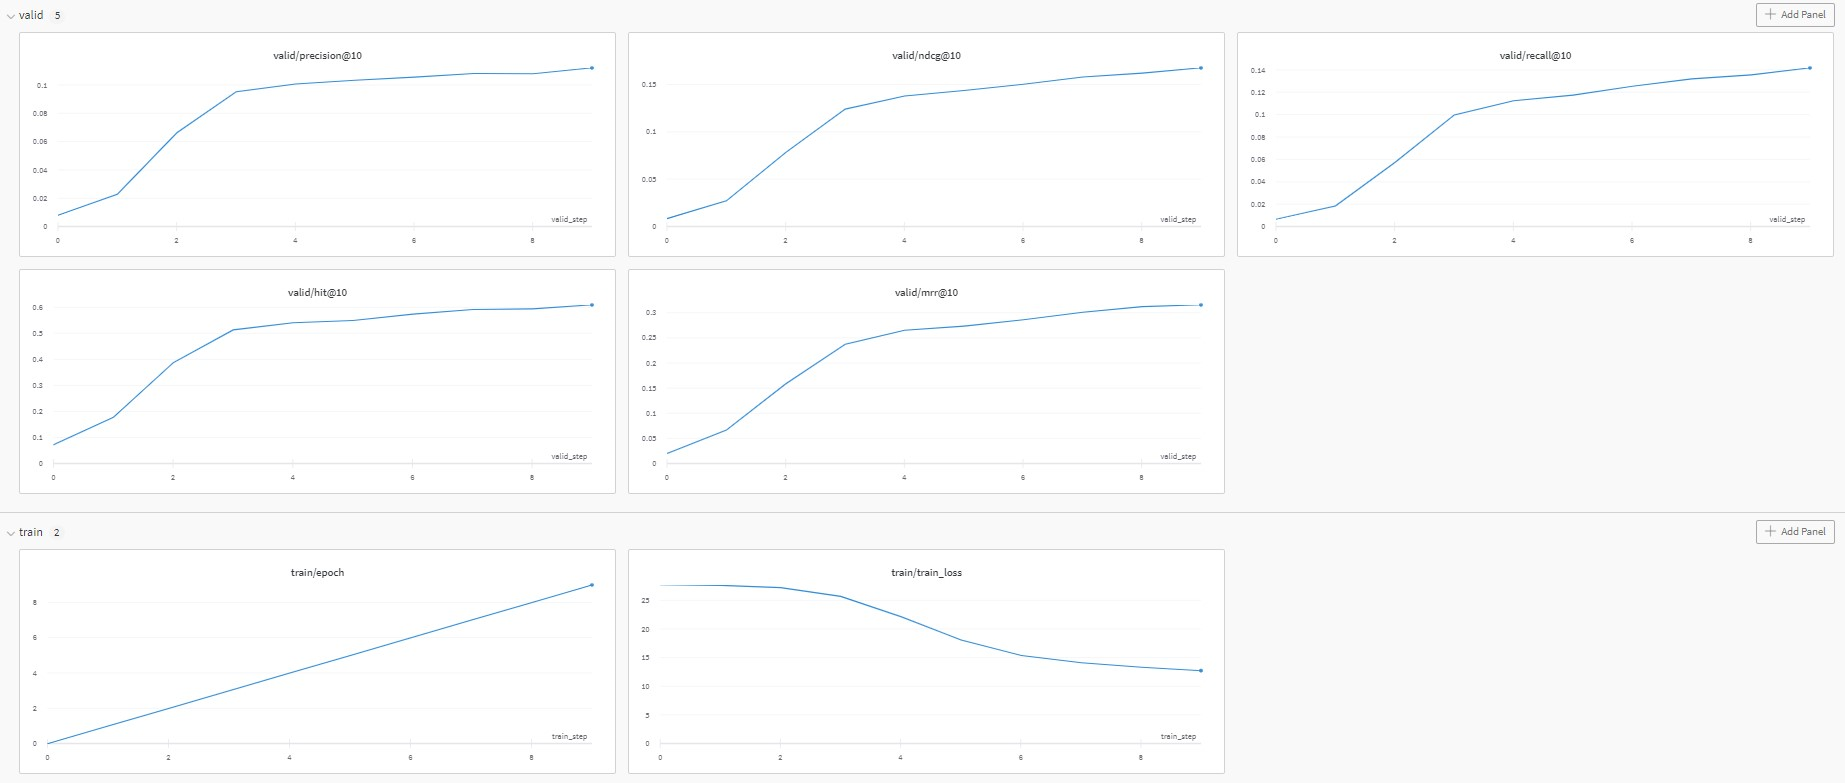 valid 5
Add Panel
valid/precision@10
0.1
0.08
0.06
0.04
0.02
0
valid_step
0 2 4 6 8
valid/ndcg@10
0.15
0.1
0.05
0
valid_step
0 2 4 6 8
valid/recall@10
0.14
0.12
0.1
0.08
0.06
0.04
0.02
0
valid_step
0 2 4 6 8
valid/hit@10
0.6
0.5
0.4
0.3
0.2
0.1
0
valid_step
0 2 4 6 8
valid/mrr@10
0.3
0.25
0.2
0.15
0.1
0.05
0
valid_step
0 2 4 6 8
train 2
Add Panel
train/epoch
8
6
4
2
0
train_step
0 2 4 6 8
train/train_loss
25
20
15
10
5
0
train_step
0 2 4 6 8